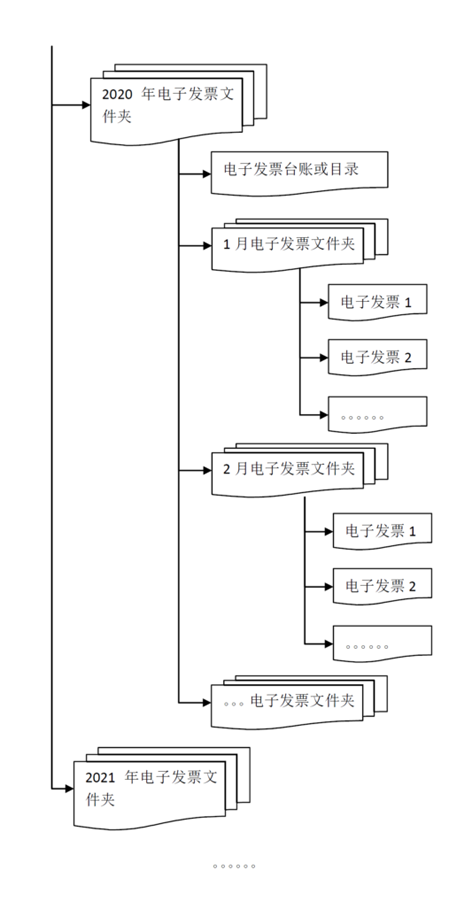 2020 年电子发票文
件夹
电子发票台账或目录
1 月电子发票文件夹
电子发票 1
电子发票 2
。。。。。。
2 月电子发票文件夹
电子发票 1
电子发票 2
。。。。。。
。。。电子发票文件夹
2021 年电子发票文
件夹
。。。。。。